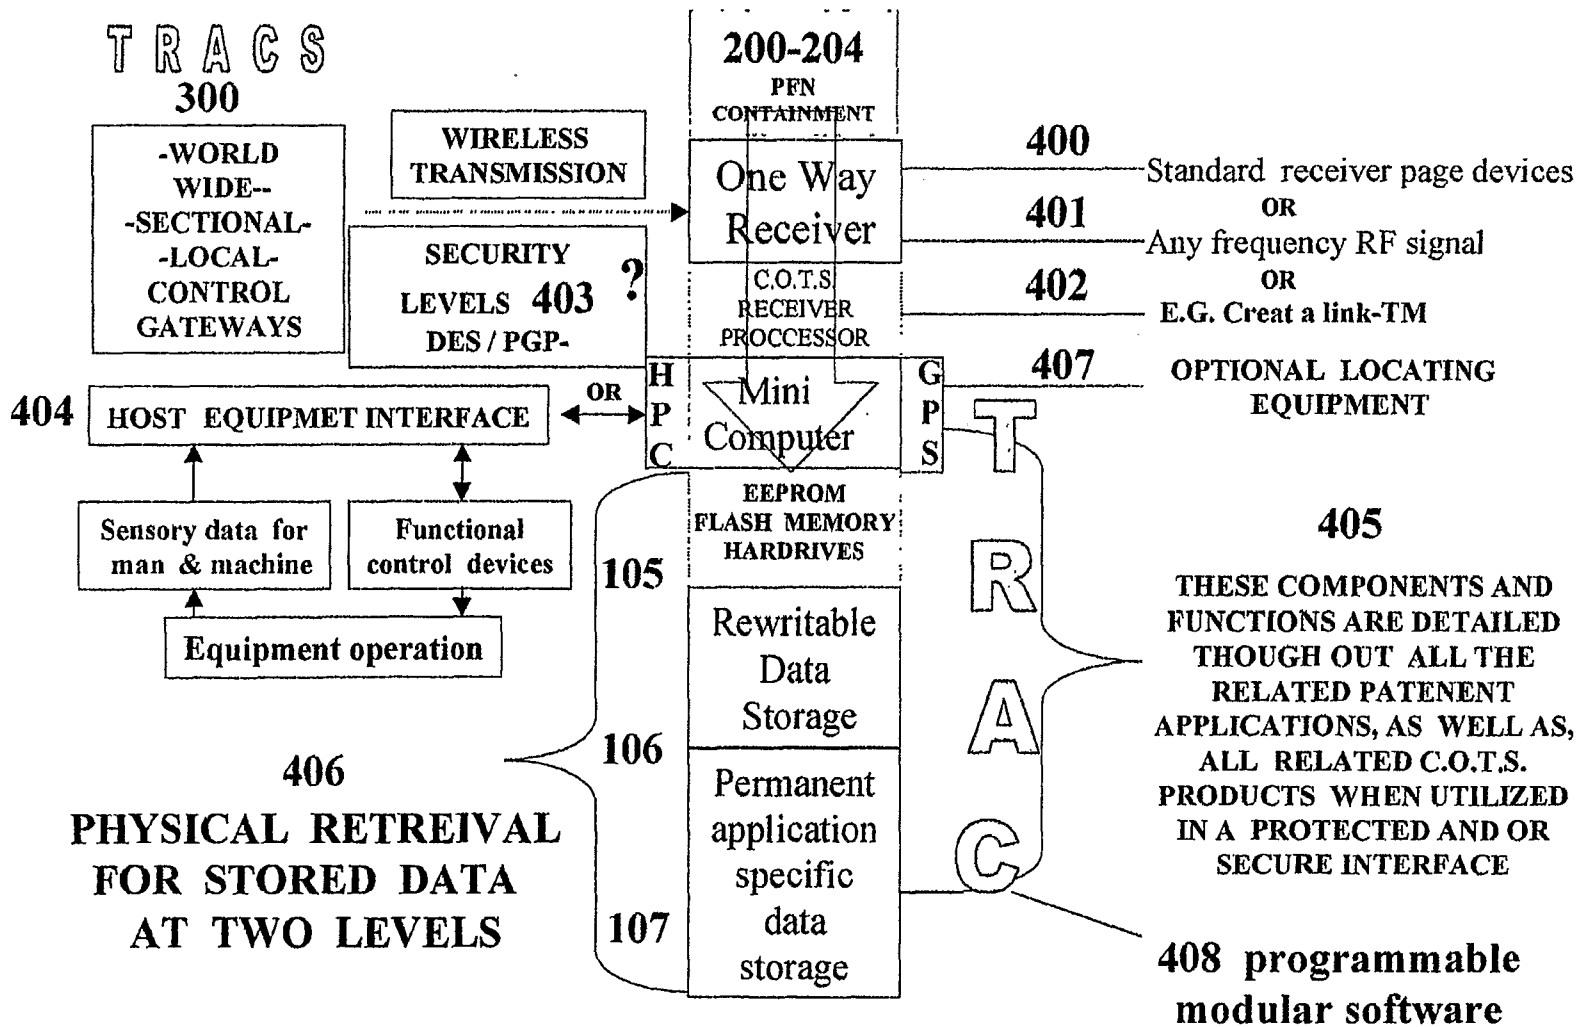 T R A C S
300
-WORLD
WIDE--
-SECTIONAL-
-LOCAL-
CONTROL
GATEWAYS
WIRELESS
TRANSMISSION
SECURITY
LEVELS 403 ?
DES / PGP-
200-204
PFN
CONTAINMENT
One Way
Receiver
C.O.T.S.
RECEIVER
PROCCESSOR
400
Standard receiver page devices
OR
401
Any frequency RF signal
OR
402
E.G. Creat a link-TM
407
OPTIONAL LOCATING
EQUIPMENT
404
HOST EQUIPMET INTERFACE
OR
H
P
C
Mini
Computer
G
P
S
Sensory data for
man & machine
Functional
control devices
Equipment operation
EEPROM
FLASH MEMORY
HARDRIVES
105
Rewritable
Data
Storage
106
Permanent
application
specific
data
storage
107
406
PHYSICAL RETREIVAL
FOR STORED DATA
AT TWO LEVELS
T
R
A
C
405
THESE COMPONENTS AND
FUNCTIONS ARE DETAILED
THOUGH OUT ALL THE
RELATED PATENENT
APPLICATIONS, AS WELL AS,
ALL RELATED C.O.T.S.
PRODUCTS WHEN UTILIZED
IN A PROTECTED AND OR
SECURE INTERFACE
408 programmable
modular software